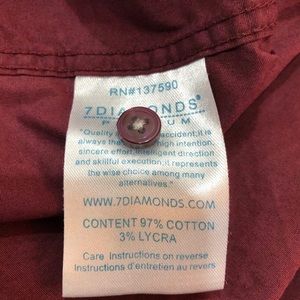 RN#137590
7DIAMONDS®
P UM
"Quality is accident; it is
always the high intention,
sincere effort, intelligent direction
and skillful execution; it represents
the wise choice among many
alternatives."
WWW.7DIAMONDS.COM
CONTENT 97% COTTON
3% LYCRA
Care Instructions on reverse
Instructions d'entretien au revers